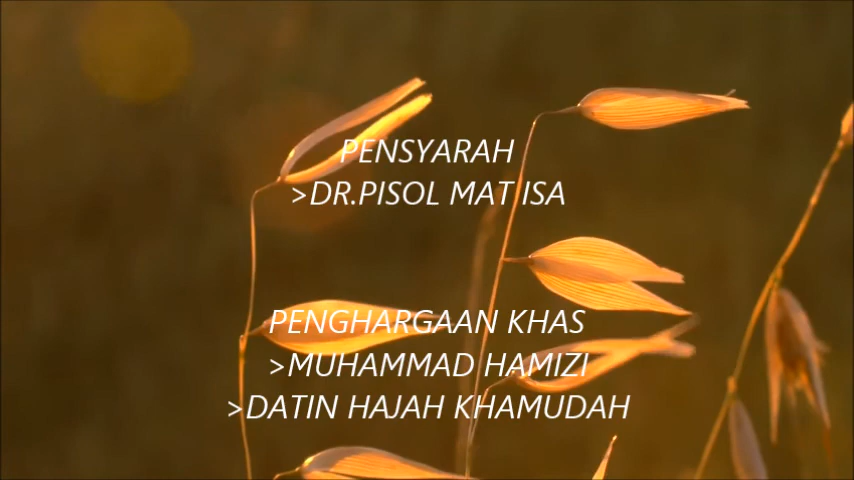 PENSYARAH
>DR.PISOL MAT ISA
PENGHARGAAN KHAS
>MUHAMMAD HAMIZI
>DATIN HAJAH KHAMUDAH